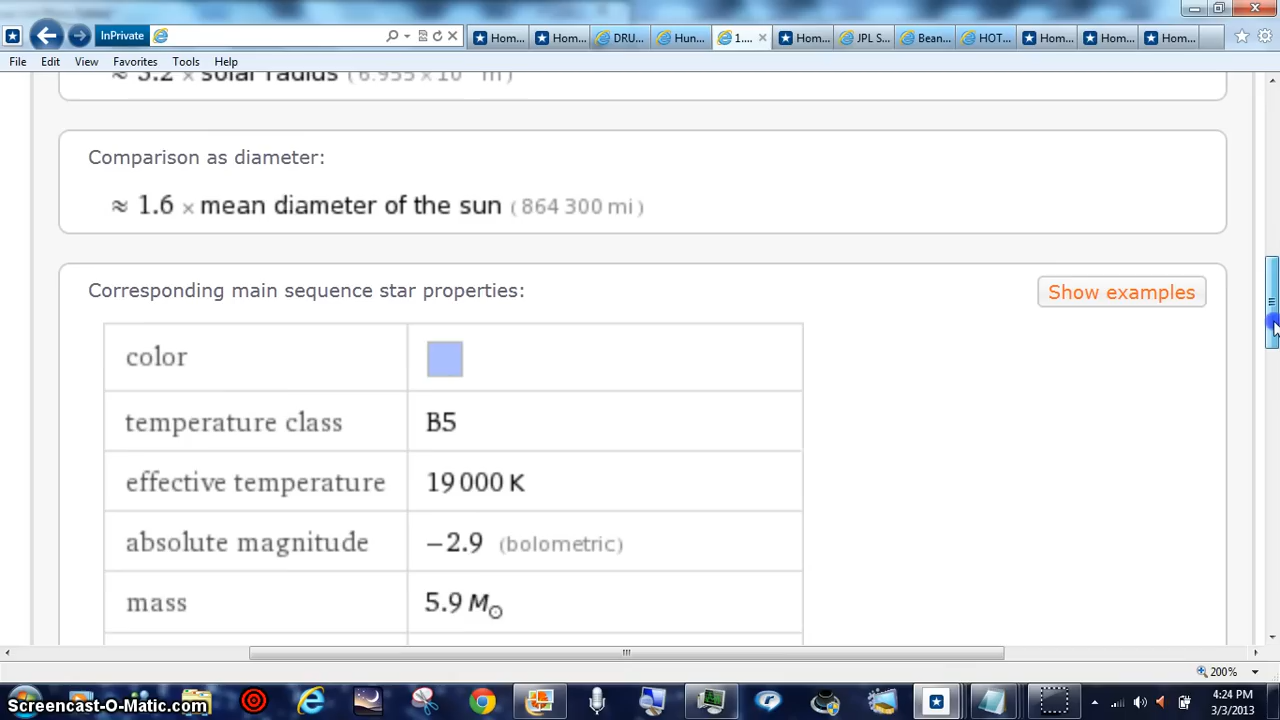 InPrivate
Hom...
Hom...
DRU...
Hun...
1....
Hom...
JPL S...
Bean...
HOT...
Hom...
Hom...
Hom...
File Edit View Favorites Tools Help
≈ 3.2 × solar radius (6.955×10 m)
Comparison as diameter:
≈ 1.6 × mean diameter of the sun (864 300 mi)
Corresponding main sequence star properties:
Show examples
color
temperature class B5
effective temperature 19 000 K
absolute magnitude −2.9 (bolometric)
mass 5.9 M⊙
200%
4:24 PM
3/3/2013
Screencast-O-Matic.com